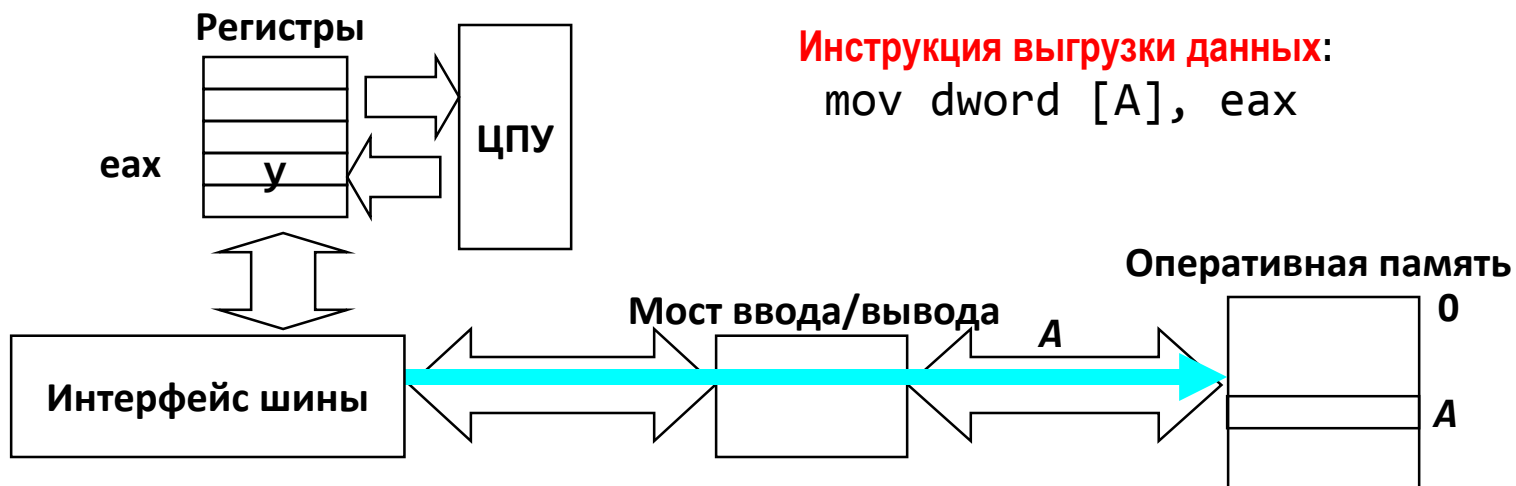 Регистры
Инструкция выгрузки данных:
mov dword [A], eax
ЦПУ
eax
y
Оперативная память
0
Мост ввода/вывода
A
Интерфейс шины
A